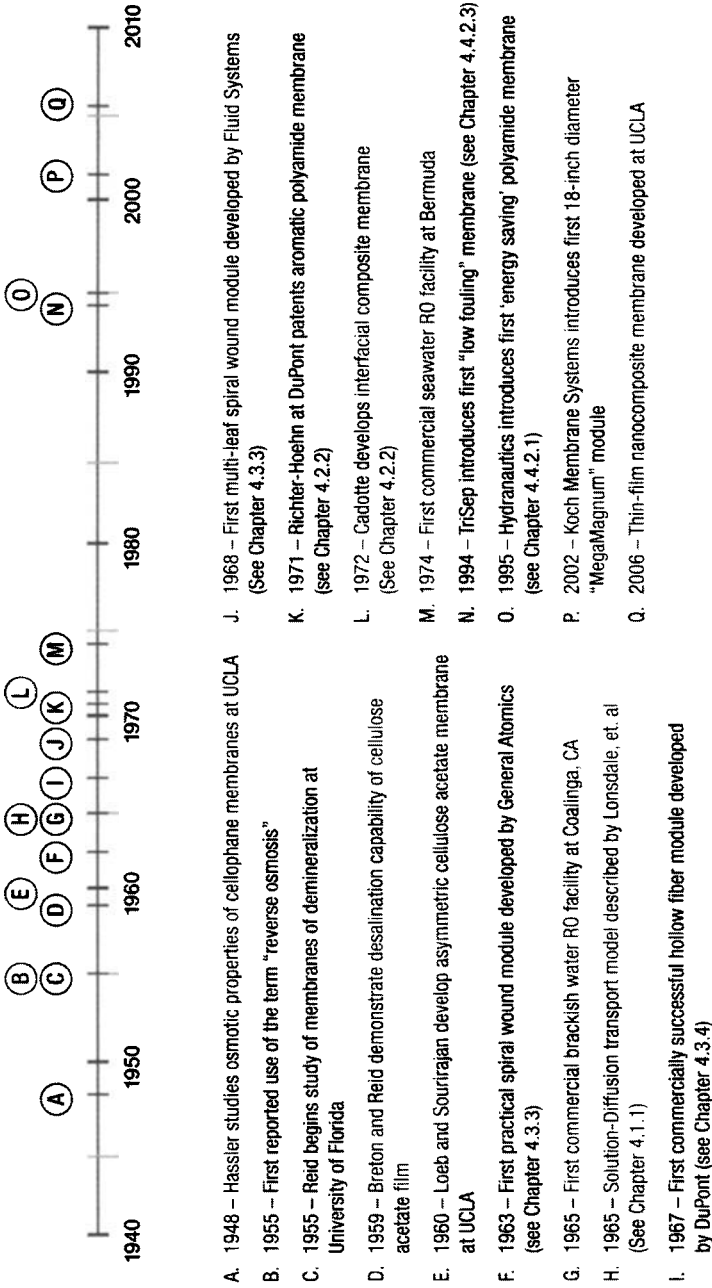 B E H L O
A C D F G I J K M N P Q
1940 1950 1960 1970 1980 1990 2000 2010
A. 1948 – Hassler studies osmotic properties of cellophane membranes at UCLA
B. 1955 – First reported use of the term “reverse osmosis”
C. 1955 – Reid begins study of membranes of demineralization at
University of Florida
D. 1959 – Breton and Reid demonstrate desalination capability of cellulose
acetate film
E. 1960 – Loeb and Sourirajan develop asymmetric cellulose acetate membrane
at UCLA
F. 1963 – First practical spiral wound module developed by General Atomics
(see Chapter 4.3.3)
G. 1965 – First commercial brackish water RO facility at Coalinga, CA
H. 1965 – Solution-Diffusion transport model described by Lonsdale, et. al
(See Chapter 4.1.1)
I. 1967 – First commercially successful hollow fiber module developed
by DuPont (see Chapter 4.3.4)
J. 1968 – First multi-leaf spiral wound module developed by Fluid Systems
(See Chapter 4.3.3)
K. 1971 – Richter-Hoehn at DuPont patents aromatic polyamide membrane
(see Chapter 4.2.2)
L. 1972 – Cadotte develops interfacial composite membrane
(See Chapter 4.2.2)
M. 1974 – First commercial seawater RO facility at Bermuda
N. 1994 – TriSep introduces first “low fouling” membrane (see Chapter 4.4.2.3)
O. 1995 – Hydranautics introduces first ‘energy saving’ polyamide membrane
(see Chapter 4.4.2.1)
P. 2002 – Koch Membrane Systems introduces first 18-inch diameter
“MegaMagnum” module
Q. 2006 – Thin-film nanocomposite membrane developed at UCLA